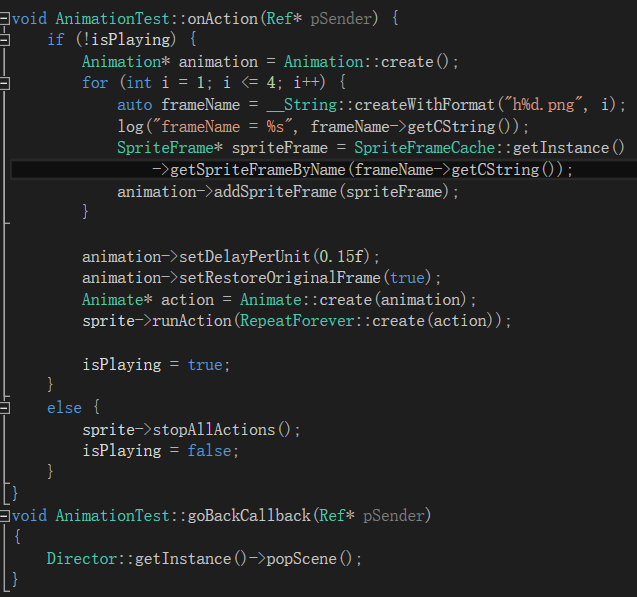 void AnimationTest::onAction(Ref* pSender) {
    if (!isPlaying) {
        Animation* animation = Animation::create();
        for (int i = 1; i <= 4; i++) {
            auto frameName = __String::createWithFormat("h%d.png", i);
            log("frameName = %s", frameName->getCString());
            SpriteFrame* spriteFrame = SpriteFrameCache::getInstance()
                ->getSpriteFrameByName(frameName->getCString());
            animation->addSpriteFrame(spriteFrame);
        }

        animation->setDelayPerUnit(0.15f);
        animation->setRestoreOriginalFrame(true);
        Animate* action = Animate::create(animation);
        sprite->runAction(RepeatForever::create(action));

        isPlaying = true;
    }
    else {
        sprite->stopAllActions();
        isPlaying = false;
    }
}
void AnimationTest::goBackCallback(Ref* pSender)
{
    Director::getInstance()->popScene();
}